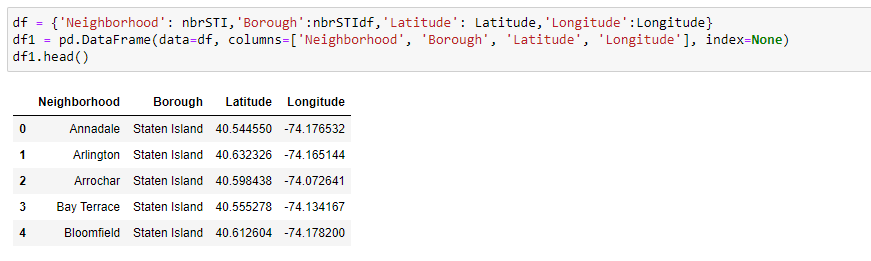 df = {'Neighborhood': nbrSTI,'Borough':nbrSTIdf,'Latitude': Latitude,'Longitude':Longitude}
df1 = pd.DataFrame(data=df, columns=['Neighborhood', 'Borough', 'Latitude', 'Longitude'], index=None)
df1.head()
Neighborhood Borough Latitude Longitude
0 Annadale Staten Island 40.544550 -74.176532
1 Arlington Staten Island 40.632326 -74.165144
2 Arrochar Staten Island 40.598438 -74.072641
3 Bay Terrace Staten Island 40.555278 -74.134167
4 Bloomfield Staten Island 40.612604 -74.178200